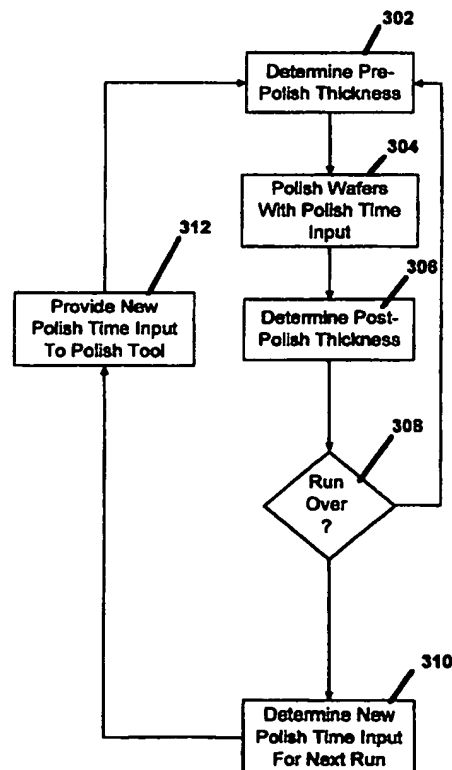 302
Determine Pre-
Polish Thickness
304
Polish Wafers
With Polish Time
Input
312
306
Provide New
Polish Time Input
To Polish Tool
Determine Post-
Polish Thickness
308
Run
Over
?
310
Determine New
Polish Time Input
For Next Run